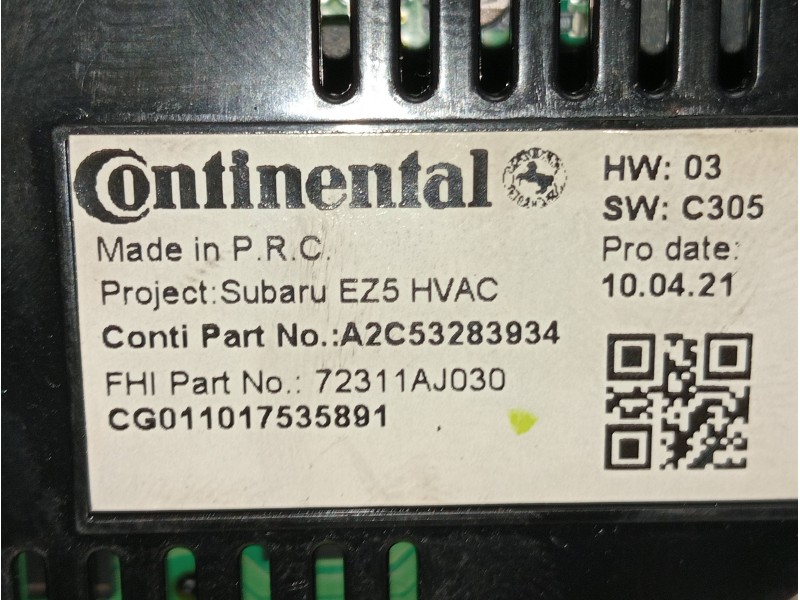 Continental
HW: 03
SW: C305
Made in P.R.C.
Pro date:
Project:Subaru EZ5 HVAC
10.04.21
Conti Part No.:A2C53283934
FHI Part No.: 72311AJ030
CG011017535891